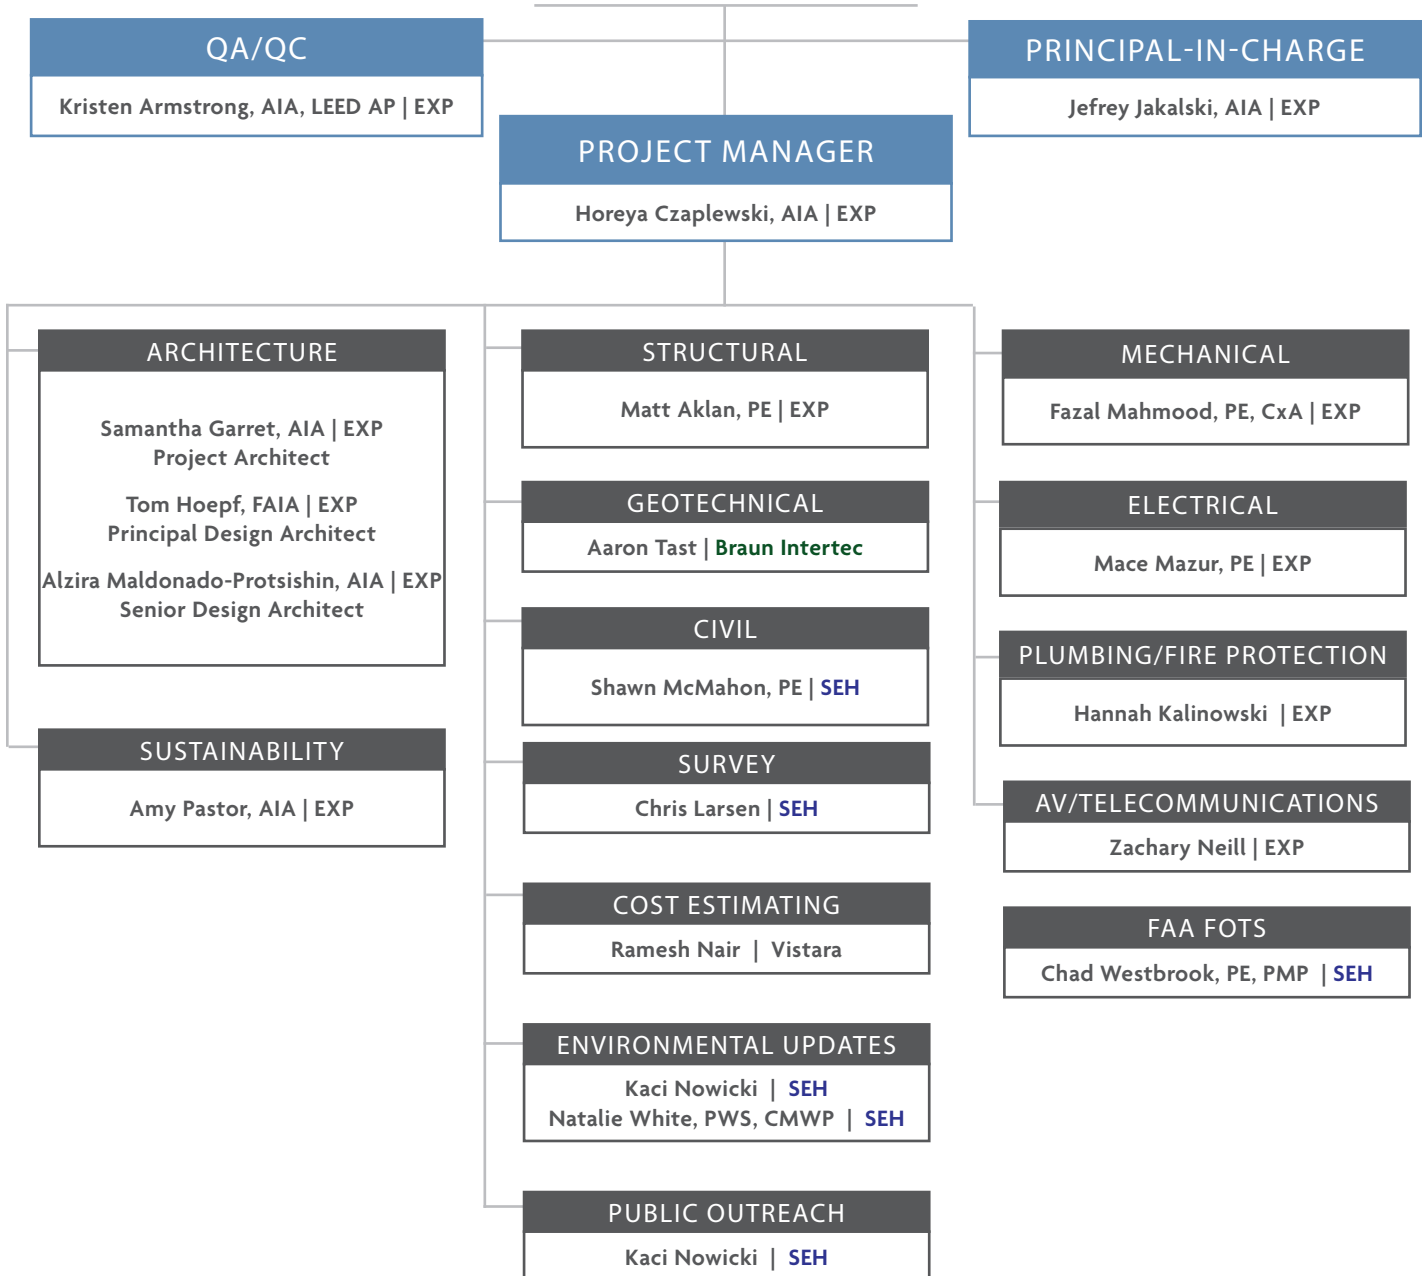 QA/QC
Kristen Armstrong, AIA, LEED AP | EXP
PRINCIPAL-IN-CHARGE
Jefrey Jakalski, AIA | EXP
PROJECT MANAGER
Horeya Czaplewski, AIA | EXP
ARCHITECTURE
Samantha Garret, AIA | EXP
Project Architect
Tom Hoepf, FAIA | EXP
Principal Design Architect
Alzira Maldonado-Protsishin, AIA | EXP
Senior Design Architect
SUSTAINABILITY
Amy Pastor, AIA | EXP
STRUCTURAL
Matt Aklan, PE | EXP
GEOTECHNICAL
Aaron Tast | Braun Intertec
CIVIL
Shawn McMahon, PE | SEH
SURVEY
Chris Larsen | SEH
COST ESTIMATING
Ramesh Nair | Vistara
ENVIRONMENTAL UPDATES
Kaci Nowicki | SEH
Natalie White, PWS, CMWP | SEH
PUBLIC OUTREACH
Kaci Nowicki | SEH
MECHANICAL
Fazal Mahmood, PE, CxA | EXP
ELECTRICAL
Mace Mazur, PE | EXP
PLUMBING/FIRE PROTECTION
Hannah Kalinowski | EXP
AV/TELECOMMUNICATIONS
Zachary Neill | EXP
FAA FOTS
Chad Westbrook, PE, PMP | SEH